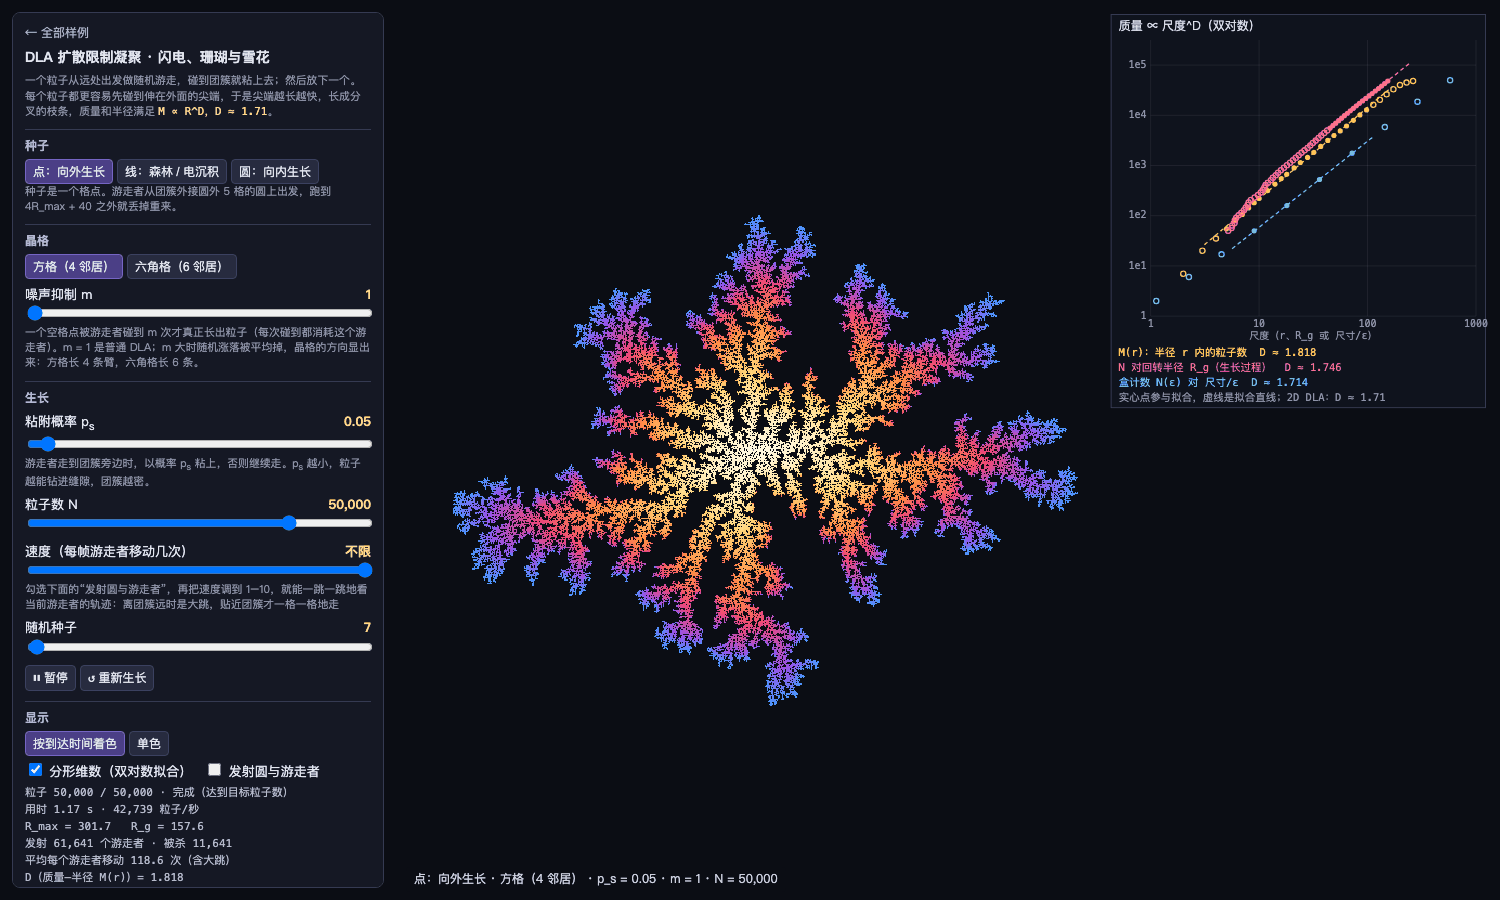 ← 全部样例
DLA 扩散限制凝聚 · 闪电、珊瑚与雪花
一个粒子从远处出发做随机游走，碰到团簇就粘上去；然后放下一个。
每个粒子都更容易先碰到伸在外面的尖端，于是尖端越长越快，长成分
叉的枝条，质量和半径满足 M ∝ R^D，D ≈ 1.71。
种子
点：向外生长
线：森林 / 电沉积
圆：向内生长
种子是一个格点。游走者从团簇外接圆外 5 格的圆上出发，跑到
4R_max + 40 之外就丢掉重来。
晶格
方格（4 邻居）
六角格（6 邻居）
噪声抑制 m 1
一个空格点被游走者碰到 m 次才真正长出粒子（每次碰到都消耗这个游
走者）。m = 1 是普通 DLA；m 大时随机涨落被平均掉，晶格的方向显出
来：方格长 4 条臂，六角格长 6 条。
生长
粘附概率 pₛ 0.05
游走者走到团簇旁边时，以概率 pₛ 粘上，否则继续走。pₛ 越小，粒子
越能钻进缝隙，团簇越密。
粒子数 N 50,000
速度（每帧游走者移动几次） 不限
勾选下面的“发射圆与游走者”，再把速度调到 1–10，就能一跳一跳地看
当前游走者的轨迹：离团簇远时是大跳，贴近团簇才一格一格地走
随机种子 7
⏸ 暂停
↺ 重新生长
显示
按到达时间着色
单色
分形维数（双对数拟合）
发射圆与游走者
粒子 50,000 / 50,000 · 完成（达到目标粒子数）
用时 1.17 s · 42,739 粒子/秒
R_max = 301.7 R_g = 157.6
发射 61,641 个游走者 · 被杀 11,641
平均每个游走者移动 118.6 次（含大跳）
D（质量–半径 M(r)）= 1.818
点：向外生长 · 方格（4 邻居） · p_s = 0.05 · m = 1 · N = 50,000
质量 ∝ 尺度^D（双对数）
1e5
1e4
1e3
1e2
1e1
1
1 10 100 1000
尺度（r、R_g 或 尺寸/ε）
M(r)：半径 r 内的粒子数 D ≈ 1.818
N 对回转半径 R_g（生长过程） D ≈ 1.746
盒计数 N(ε) 对 尺寸/ε D ≈ 1.714
实心点参与拟合，虚线是拟合直线；2D DLA：D ≈ 1.71